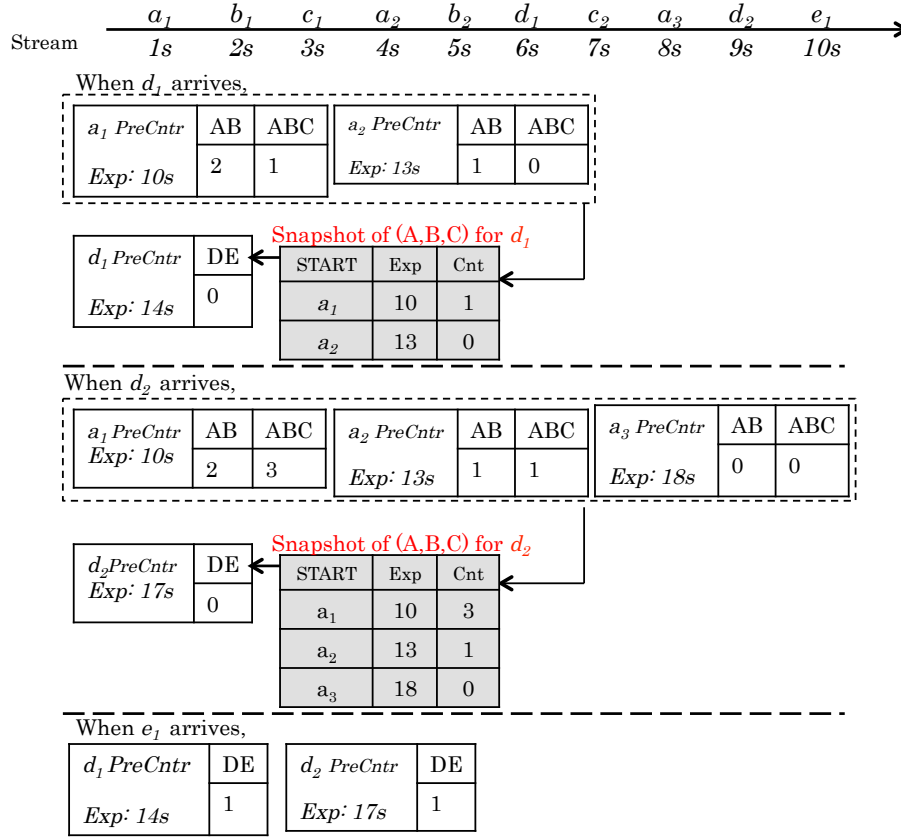 a1 b1 c1 a2 b2 d1 c2 a3 d2 e1
Stream 1s 2s 3s 4s 5s 6s 7s 8s 9s 10s
When d1 arrives,
a1 PreCntr AB ABC a2 PreCntr AB ABC
Exp: 10s 2 1 Exp: 13s 1 0
Snapshot of (A,B,C) for d1
d1 PreCntr DE START Exp Cnt
Exp: 14s 0 a1 10 1
a2 13 0
When d2 arrives,
a1 PreCntr AB ABC a2 PreCntr AB ABC a3 PreCntr AB ABC
Exp: 10s 2 3 Exp: 13s 1 1 Exp: 18s 0 0
Snapshot of (A,B,C) for d2
d2PreCntr DE START Exp Cnt
Exp: 17s 0 a1 10 3
a2 13 1
a3 18 0
When e1 arrives,
d1 PreCntr DE d2 PreCntr DE
Exp: 14s 1 Exp: 17s 1